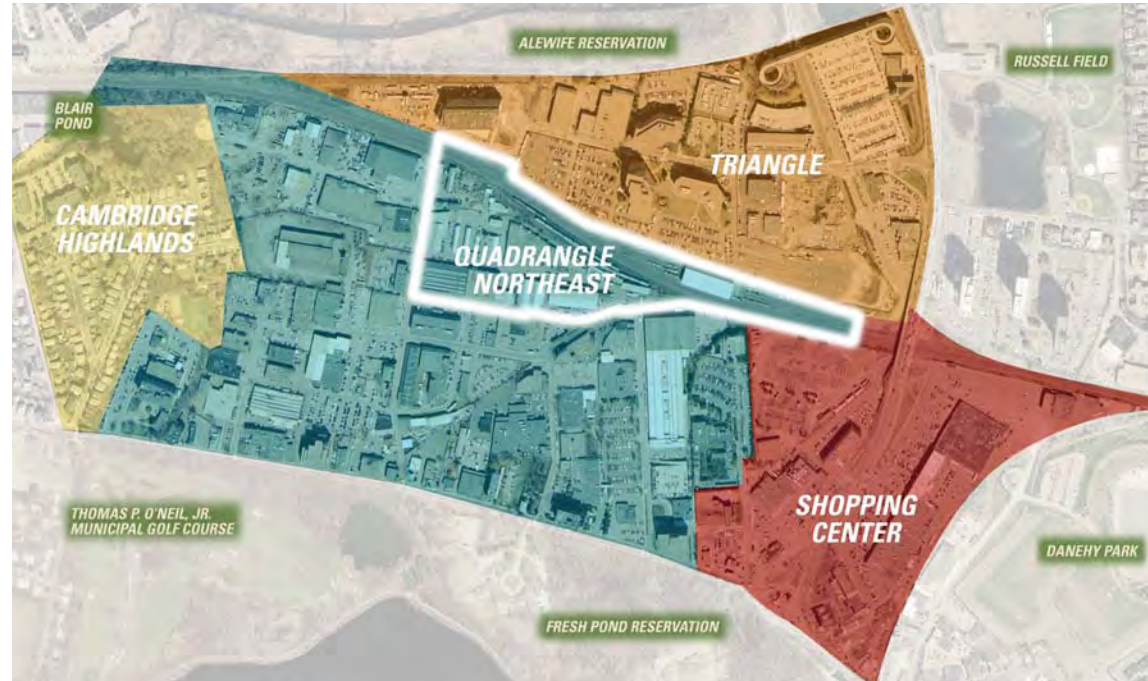 ALEWIFE RESERVATION
RUSSELL FIELD
BLAIR
POND
TRIANGLE
CAMBRIDGE
HIGHLANDS
QUADRANGLE
NORTHEAST
THOMAS P. O'NEIL, JR.
MUNICIPAL GOLF COURSE
SHOPPING
CENTER
DANEHY PARK
FRESH POND RESERVATION